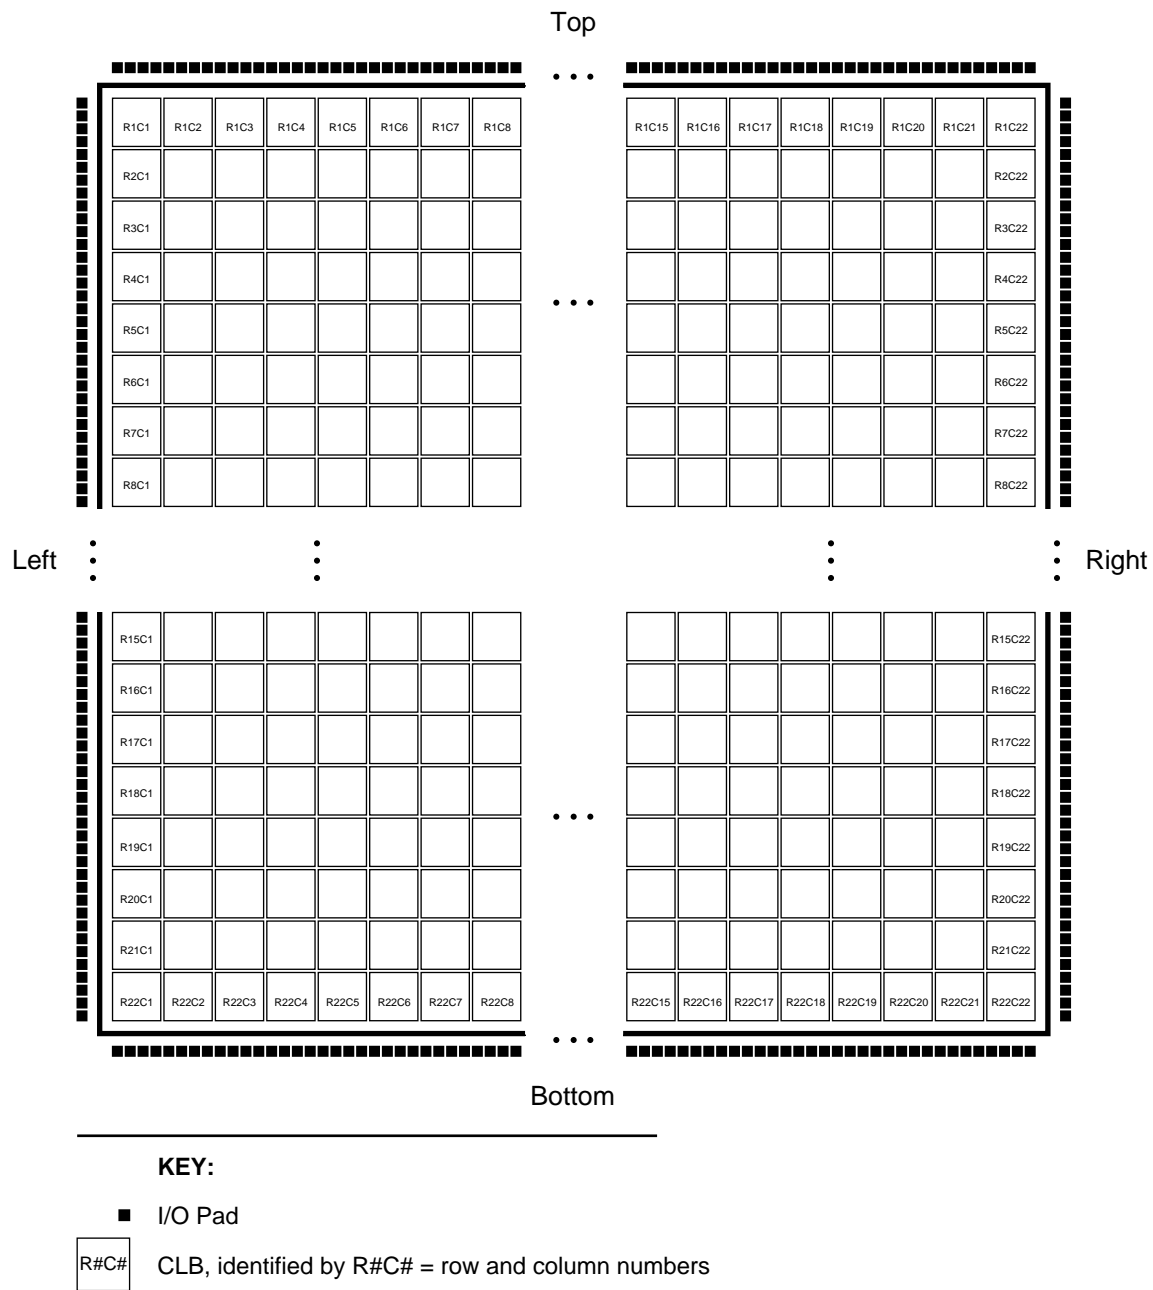 Top
R1C1 R1C2 R1C3 R1C4 R1C5 R1C6 R1C7 R1C8 R1C15 R1C16 R1C17 R1C18 R1C19 R1C20 R1C21 R1C22
R2C1 R2C22
R3C1 R3C22
R4C1 R4C22
R5C1 R5C22
R6C1 R6C22
R7C1 R7C22
R8C1 R8C22
Left Right
R15C1 R15C22
R16C1 R16C22
R17C1 R17C22
R18C1 R18C22
R19C1 R19C22
R20C1 R20C22
R21C1 R21C22
R22C1 R22C2 R22C3 R22C4 R22C5 R22C6 R22C7 R22C8 R22C15 R22C16 R22C17 R22C18 R22C19 R22C20 R22C21 R22C22
Bottom
KEY:
I/O Pad
R#C# CLB, identified by R#C# = row and column numbers